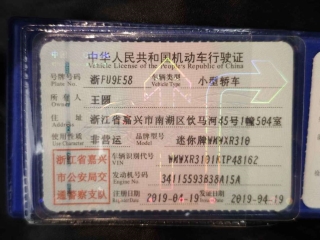 中华人民共和国机动车行驶证
Vehicle License of the People's Republic of China
号牌号码 浙FU9E58 车辆类型 小型轿车
Plate No. Vehicle Type
所有人 王
Owner
住址 浙江省嘉兴市南湖区饮马河45号1幢504室
Address
使用性质 非营运 品牌型号 迷你牌WMWXR310
Use Character Model
浙江省嘉 车辆识别代号 WMWXR3101KTP48162
VIN
兴市公安局交 发动机号码 34115593B38A15A
Engine No.
通警察支队 注册日期 2019-04-19 发证日期 2019-04-19
Register Date Issue Date